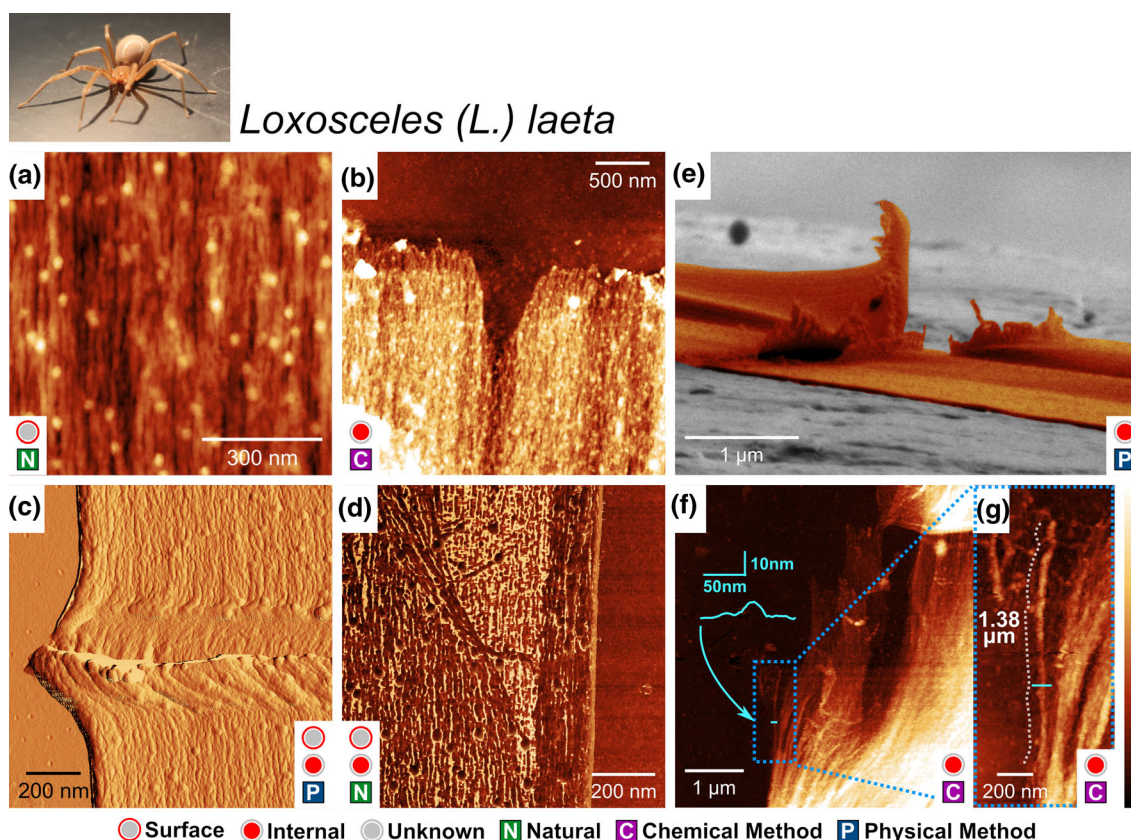 Loxosceles (L.) laeta
(a)
300 nm
N
(b)
500 nm
C
(e)
1 µm
P
(c)
200 nm
P
(d)
200 nm
N
(f)
10nm
50nm
1 µm
C
(g)
1.38
µm
200 nm
C
Surface Internal Unknown N Natural C Chemical Method P Physical Method